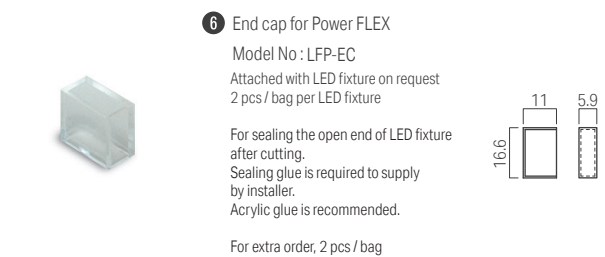 6 End cap for Power FLEX
Model No : LFP-EC
Attached with LED fixture on request
2 pcs / bag per LED fixture
For sealing the open end of LED fixture
after cutting.
Sealing glue is required to supply
by installer.
Acrylic glue is recommended.
For extra order, 2 pcs / bag
11
5.9
16.6